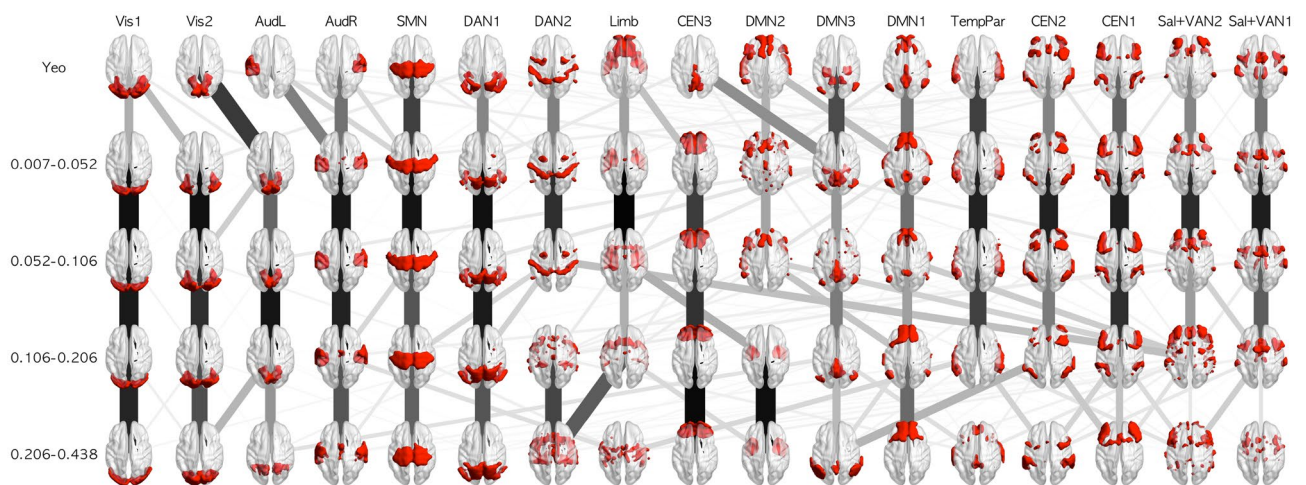 Vis1 Vis2 AudL AudR SMN DAN1 DAN2 Limb CEN3 DMN2 DMN3 DMN1 TempPar CEN2 CEN1 Sal+VAN2 Sal+VAN1
Yeo
0.007-0.052
0.052-0.106
0.106-0.206
0.206-0.438